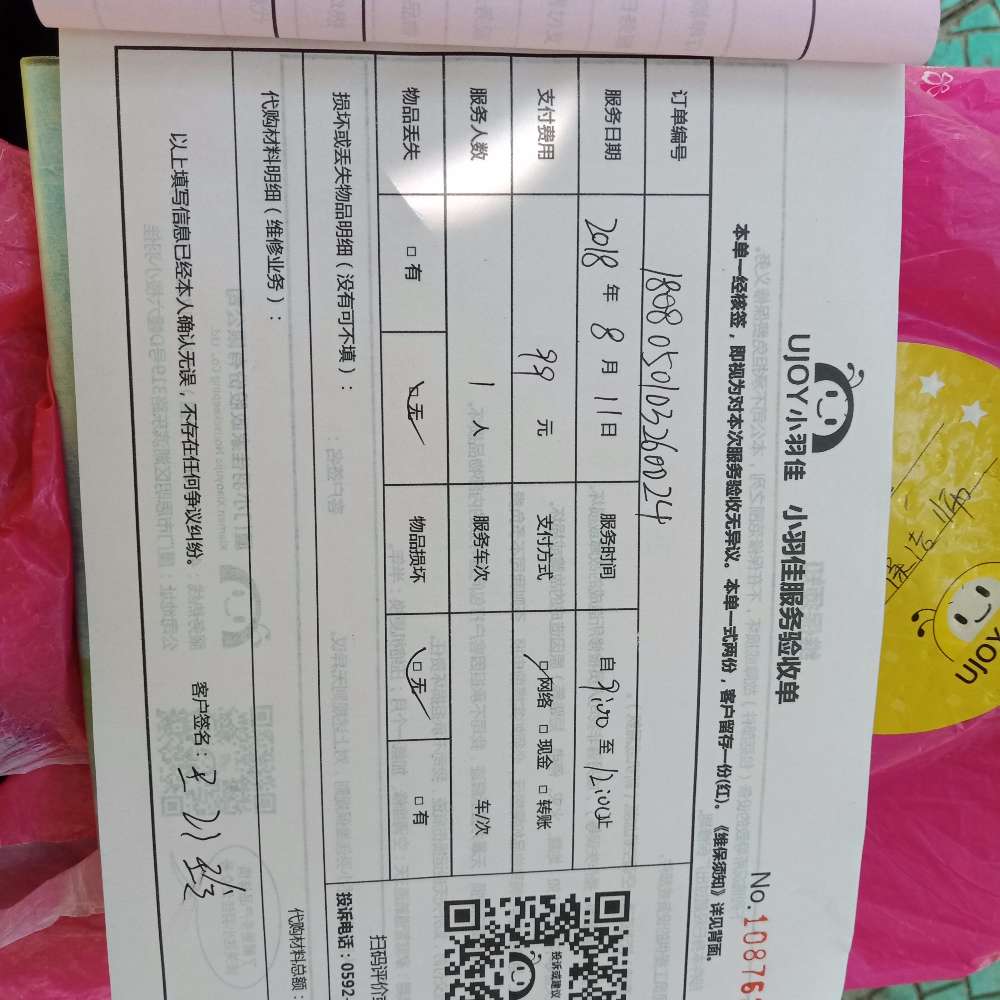 UJOY小羽佳 小羽佳服务验收单
No.10876
本单一经核签，即视为对本次服务验收无异议。本单一式两份，客户留存一份(红)。《维保须知》详见背面。
订单编号 180805010326 0024
服务日期 2018 年 8 月 11 日 服务时间 自 9:00 至 12:00止
支付费用 99 元 支付方式 □网络 □现金 □转账
服务人数 1 人 服务车次 车/次
物品丢失 □有 □无 物品损坏 □无 □有
损坏或丢失物品明细（没有可不填）：
代购材料明细（维修业务）：
代购材料总额：
以上填写信息已经本人确认无误，不存在任何争议纠纷。 客户签名：
投诉或建议
扫码评价
投诉电话：0592-
保洁师
UJOY